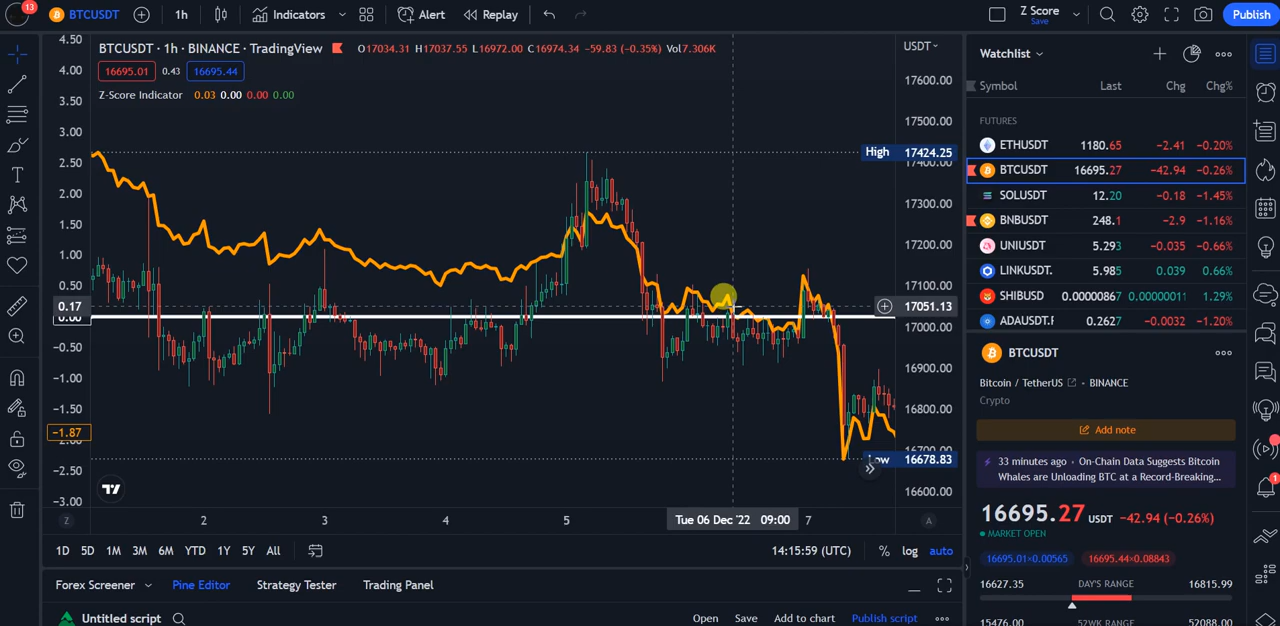 13
BTCUSDT
1h
Indicators
Alert
Replay
Z Score
Save
Publish
BTCUSDT · 1h · BINANCE · TradingView O17034.31 H17037.55 L16972.00 C16974.34 −59.83 (−0.35%) Vol7.306K
16695.01 0.43 16695.44
Z-Score Indicator 0.03 0.00 0.00 0.00
4.50
4.00
3.50
3.00
2.50
2.00
1.50
1.00
0.50
0.17
0.00
−0.50
−1.00
−1.50
−1.87
−2.50
−3.00
USDT
17600.00
17500.00
High 17424.25
17400.00
17300.00
17200.00
17100.00
17051.13
17000.00
16900.00
16800.00
16700.00
Low 16678.83
16600.00
Z
2
3
4
5
Tue 06 Dec '22 09:00
7
A
1D 5D 1M 3M 6M YTD 1Y 5Y All
14:15:59 (UTC) % log auto
Forex Screener Pine Editor Strategy Tester Trading Panel
Untitled script
Open Save Add to chart Publish script
Watchlist
Symbol Last Chg Chg%
FUTURES
ETHUSDT 1180.65 −2.41 −0.20%
BTCUSDT 16695.27 −42.94 −0.26%
SOLUSDT 12.20 −0.18 −1.45%
BNBUSDT 248.1 −2.9 −1.16%
UNIUSDT 5.293 −0.035 −0.66%
LINKUSDT. 5.985 0.039 0.66%
SHIBUSD 0.00000867 0.00000011 1.29%
ADAUSDT.F 0.2627 −0.0032 −1.20%
BTCUSDT
Bitcoin / TetherUS • BINANCE
Crypto
Add note
33 minutes ago • On-Chain Data Suggests Bitcoin
Whales are Unloading BTC at a Record-Breaking...
16695.27 USDT −42.94 (−0.26%)
MARKET OPEN
16695.01×0.00565 16695.44×0.08843
16627.35 DAY'S RANGE 16815.99
15476.00 52WK RANGE 52088.00
1